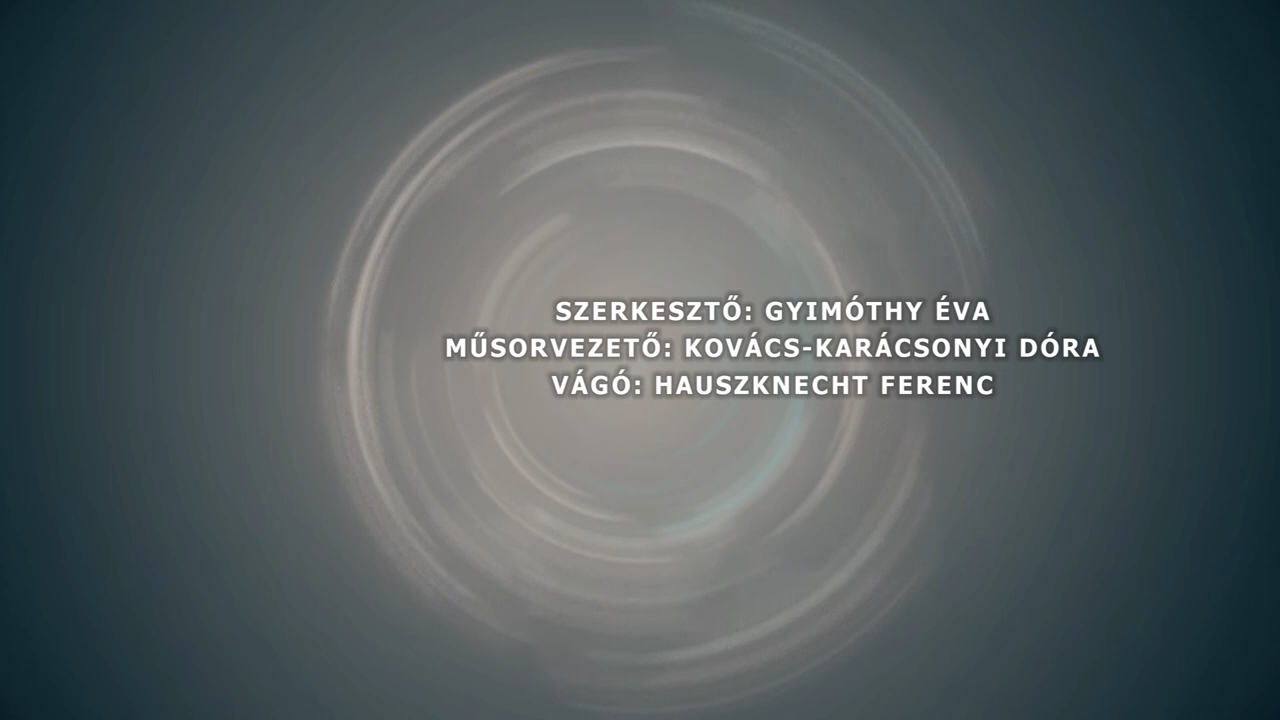 SZERKESZTŐ: GYIMÓTHY ÉVA
MŰSORVEZETŐ: KOVÁCS-KARÁCSONYI DÓRA
VÁGÓ: HAUSZKNECHT FERENC